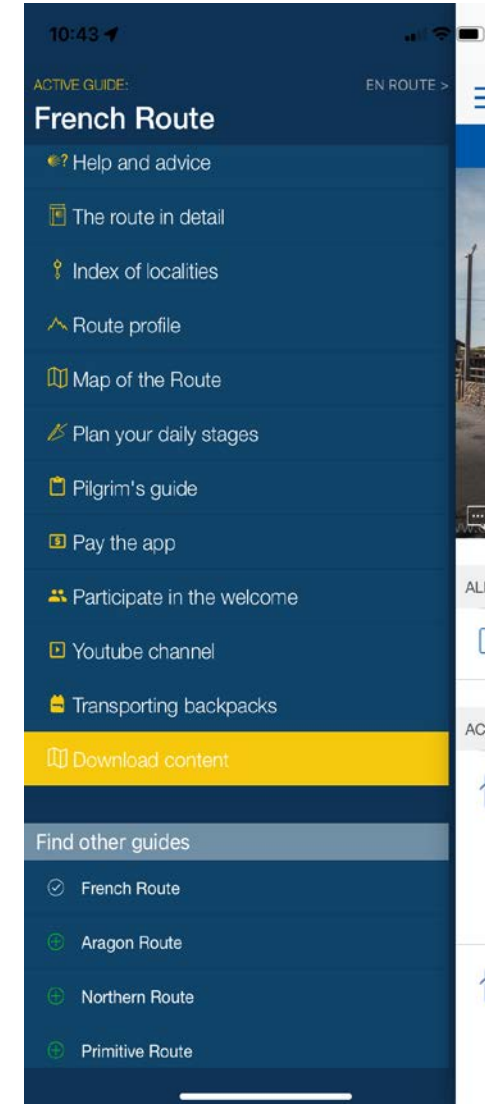 10:43
ACTIVE GUIDE:
EN ROUTE >
French Route
Help and advice
The route in detail
Index of localities
Route profile
Map of the Route
Plan your daily stages
Pilgrim's guide
Pay the app
Participate in the welcome
Youtube channel
Transporting backpacks
Download content
Find other guides
French Route
Aragon Route
Northern Route
Primitive Route
AL
AC